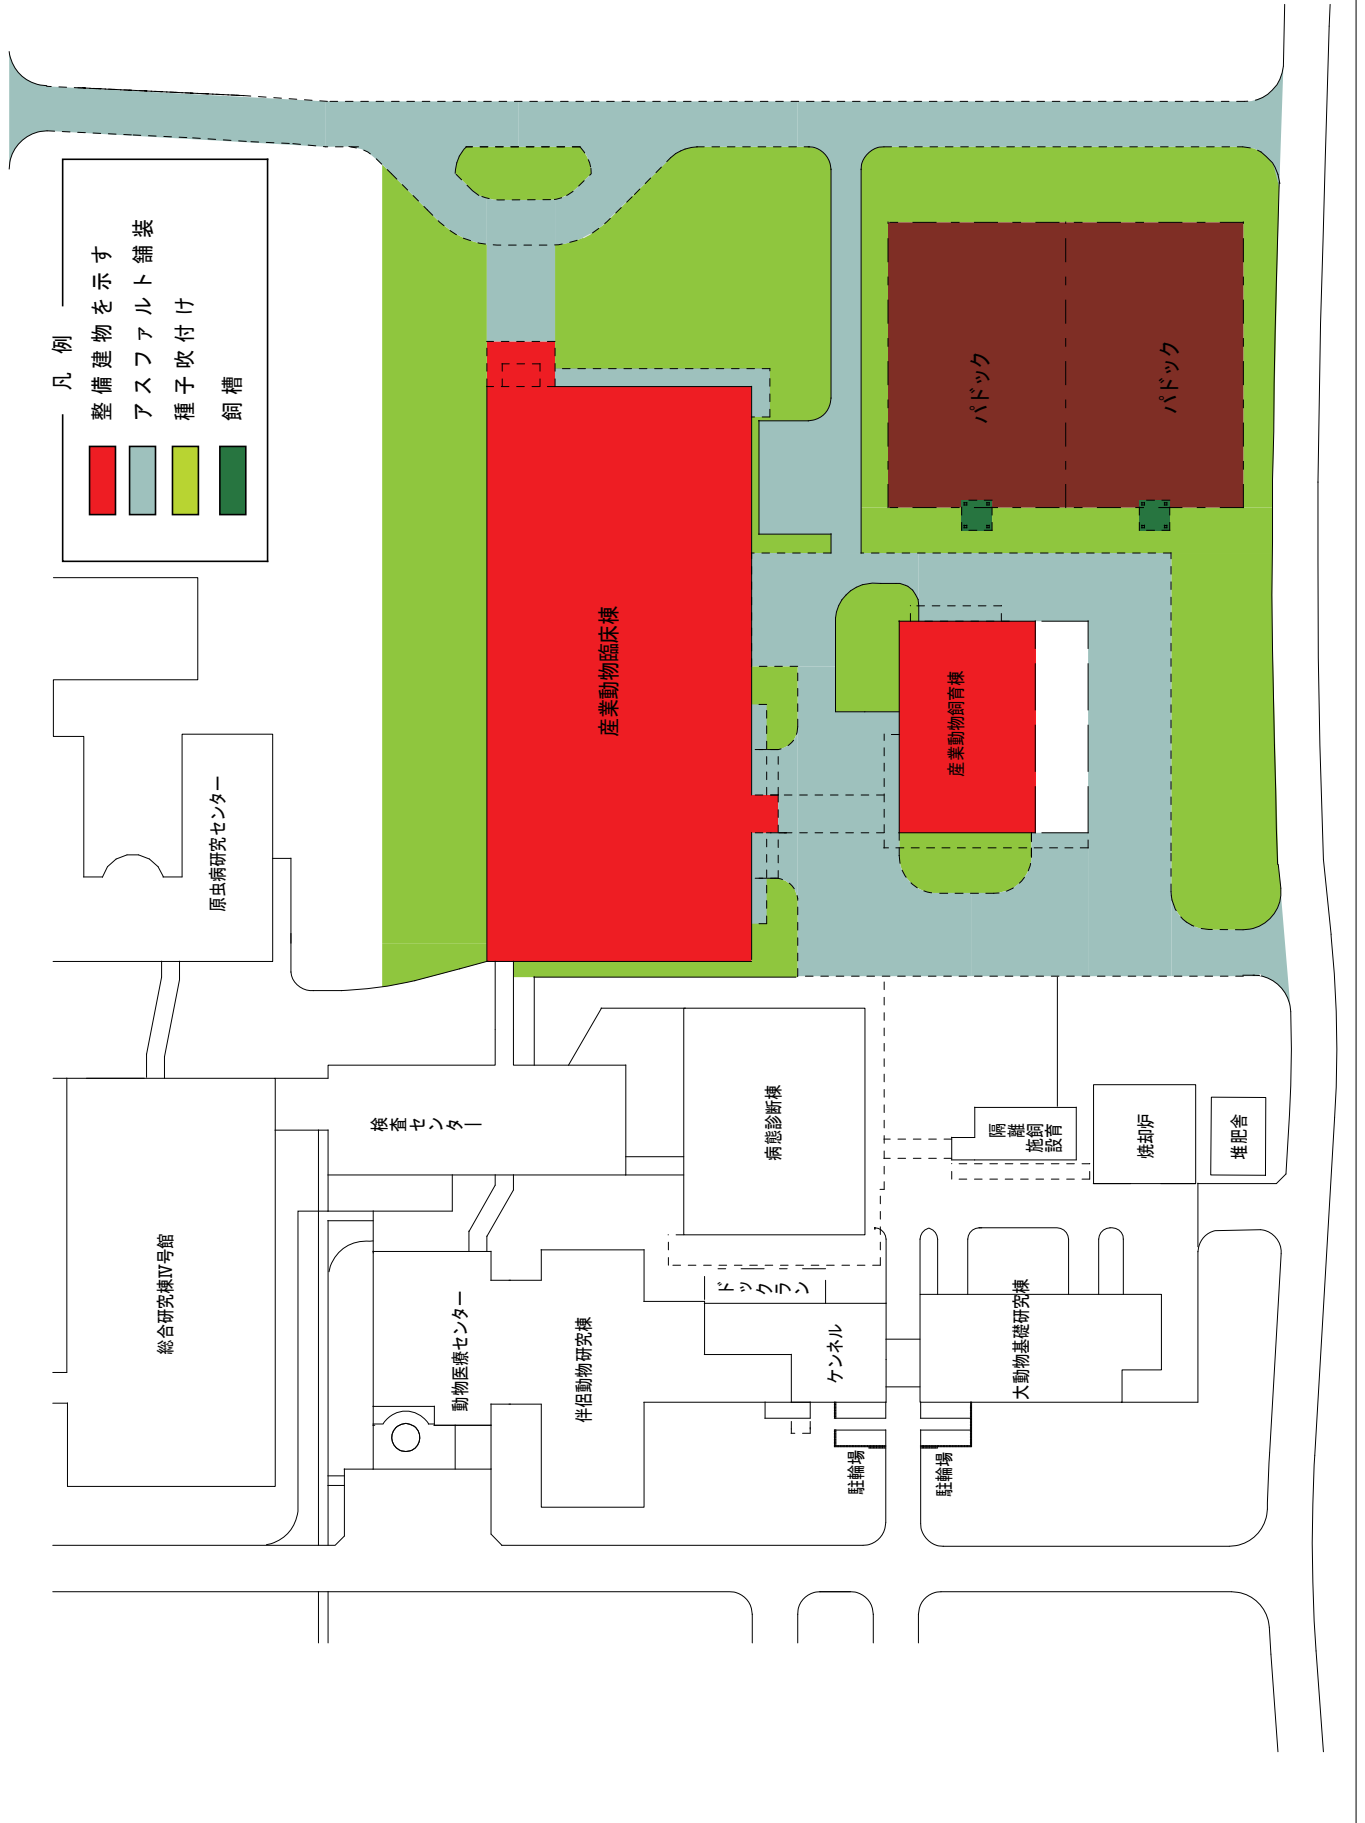 凡例
整備建物を示す
アスファルト舗装
種子吹付け
飼槽
原虫病研究センター
総合研究棟Ⅳ号館
検査センター
動物医療センター
伴侶動物研究棟
産業動物臨床棟
病態診断棟
ドックラン
ケンネル
駐輪場
駐輪場
産業動物飼育棟
パドック
パドック
隔離飼育
施設
大動物基礎研究棟
焼却炉
堆肥舎